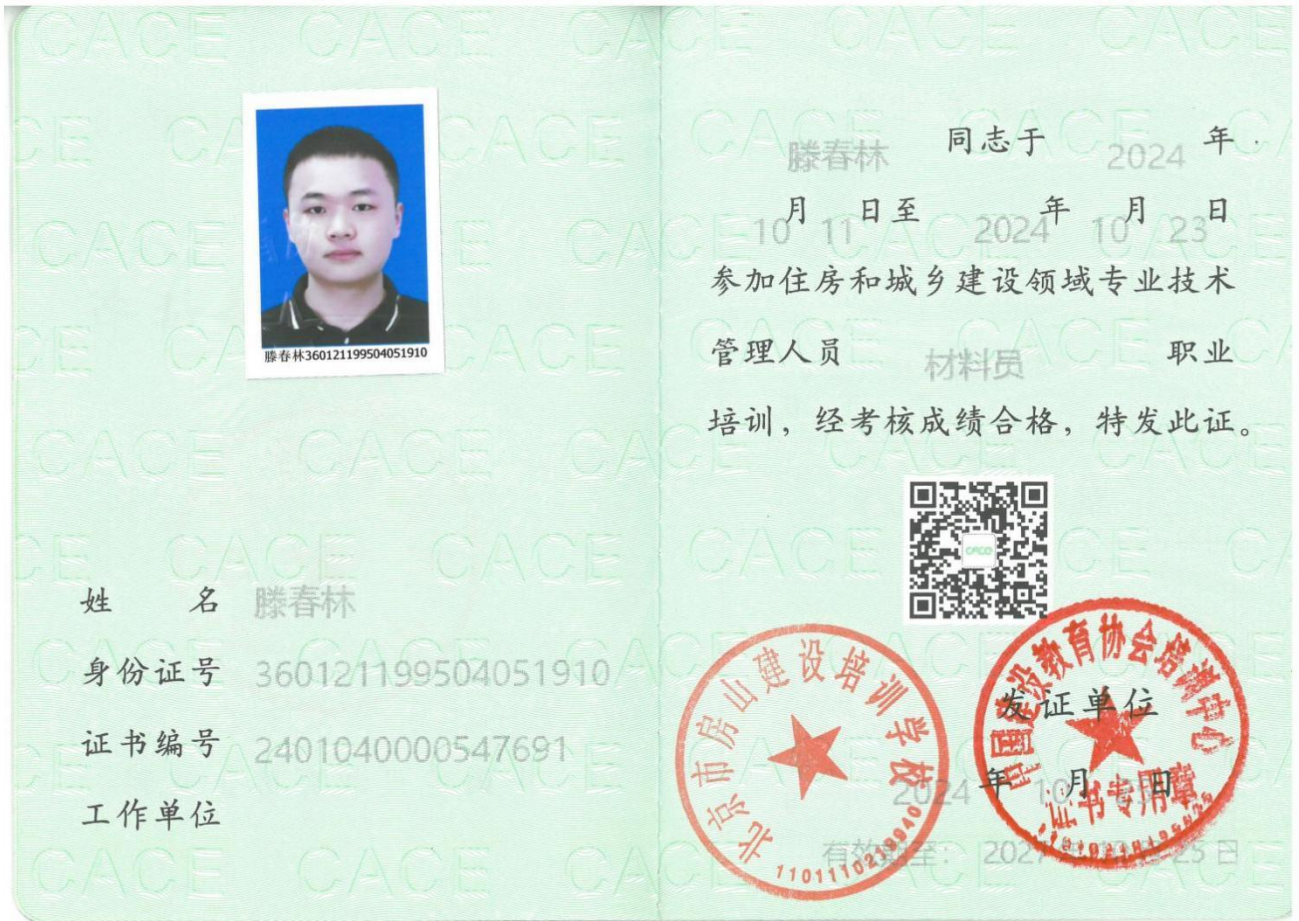 滕春林360121199504051910
姓 名 滕春林
身份证号 360121199504051910
证书编号 2401040000547691
工作单位
滕春林 同志于 2024 年
10 月 11 日至 2024 年 10 月 23 日
参加住房和城乡建设领域专业技术
管理人员 材料员 职业
培训，经考核成绩合格，特发此证。
CACE
北京市房山建设培训学校
中国建设教育协会培训中心
发证单位
2024 年 10 月 日
证书专用章
有效期至： 2027 25 日